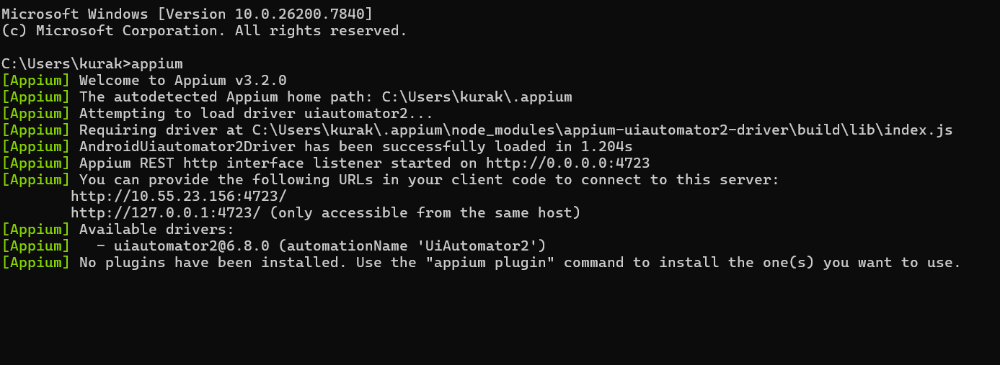 Microsoft Windows [Version 10.0.26200.7840]
(c) Microsoft Corporation. All rights reserved.
C:\Users\kurak>appium
[Appium] Welcome to Appium v3.2.0
[Appium] The autodetected Appium home path: C:\Users\kurak\.appium
[Appium] Attempting to load driver uiautomator2...
[Appium] Requiring driver at C:\Users\kurak\.appium\node_modules\appium-uiautomator2-driver\build\lib\index.js
[Appium] AndroidUiautomator2Driver has been successfully loaded in 1.204s
[Appium] Appium REST http interface listener started on http://0.0.0.0:4723
[Appium] You can provide the following URLs in your client code to connect to this server:
http://10.55.23.156:4723/
http://127.0.0.1:4723/ (only accessible from the same host)
[Appium] Available drivers:
[Appium]   - uiautomator2@6.8.0 (automationName 'UiAutomator2')
[Appium] No plugins have been installed. Use the "appium plugin" command to install the one(s) you want to use.